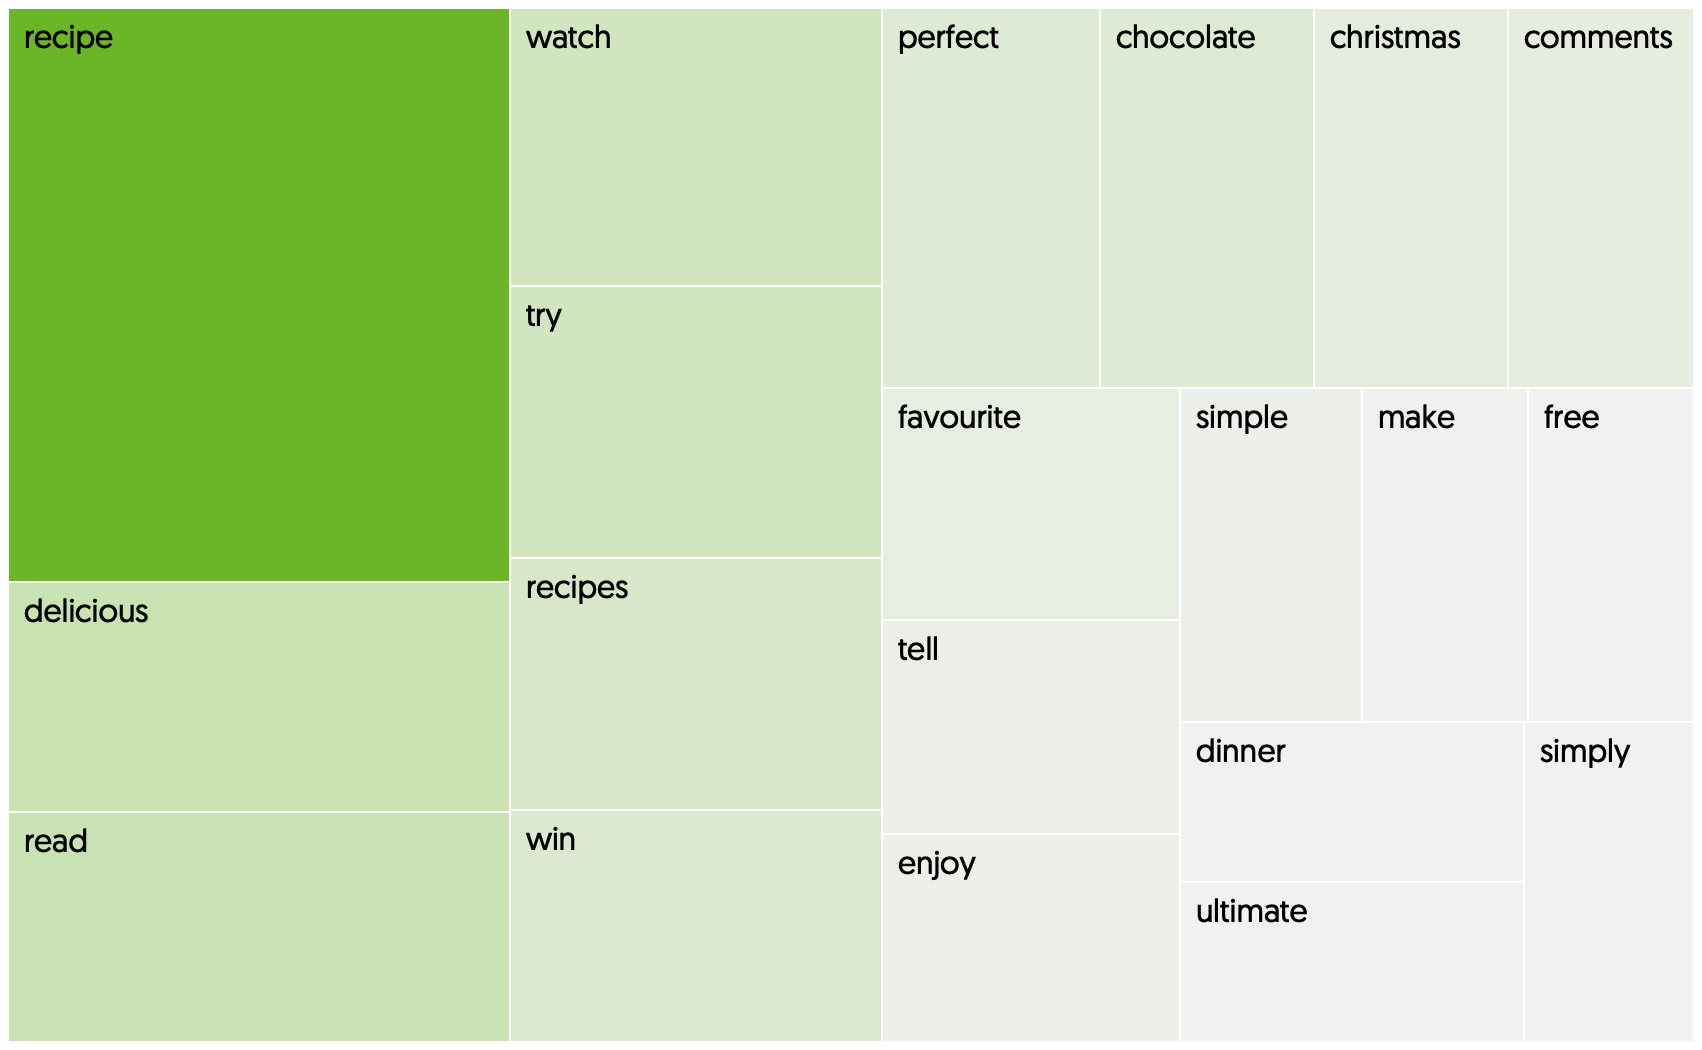 recipe
delicious
read
watch
try
recipes
win
perfect
chocolate
christmas
comments
favourite
tell
enjoy
simple
make
free
dinner
ultimate
simply